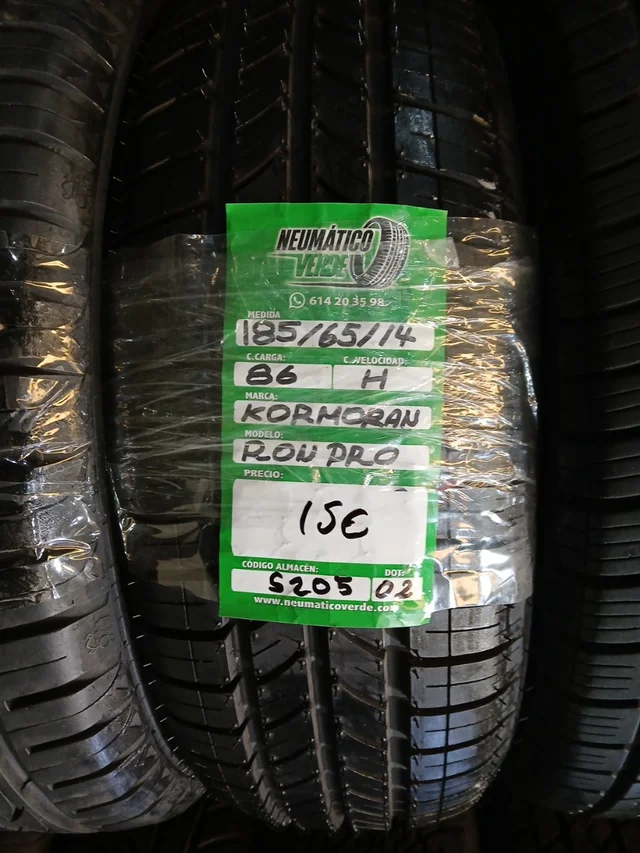 NEUMÁTICO
VERDE
614 20 35 98
MEDIDA
185/65/14
C.CARGA: C.VELOCIDAD:
86 H
MARCA:
KORMORAN
MODELO:
ROU PRO
PRECIO:
15€
CÓDIGO ALMACÉN: DOT:
S205 02
www.neumaticoverde.com